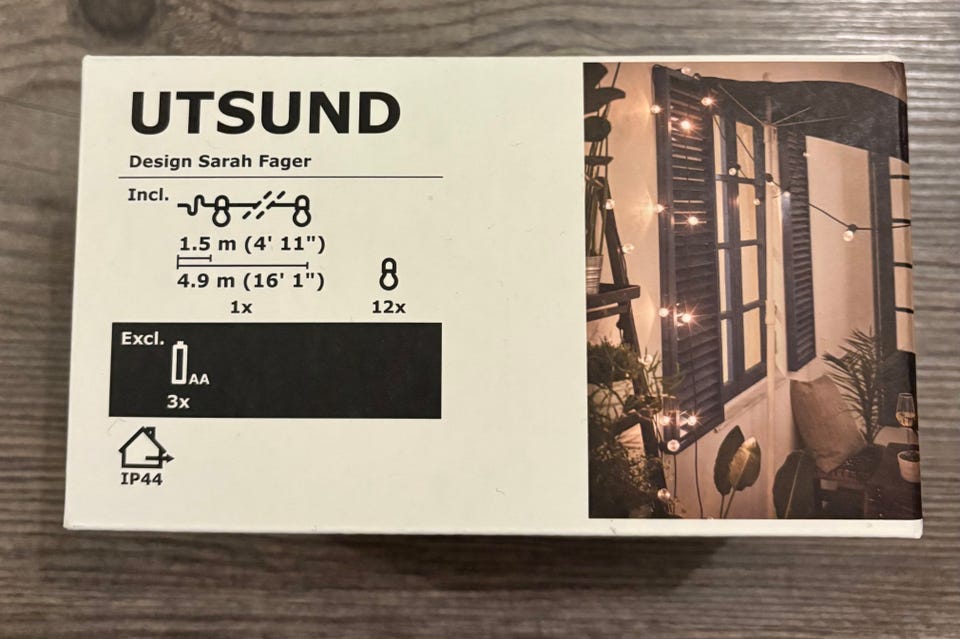 UTSUND
Design Sarah Fager
Incl.
1.5 m (4' 11")
4.9 m (16' 1")
1x
12x
Excl.
AA
3x
IP44